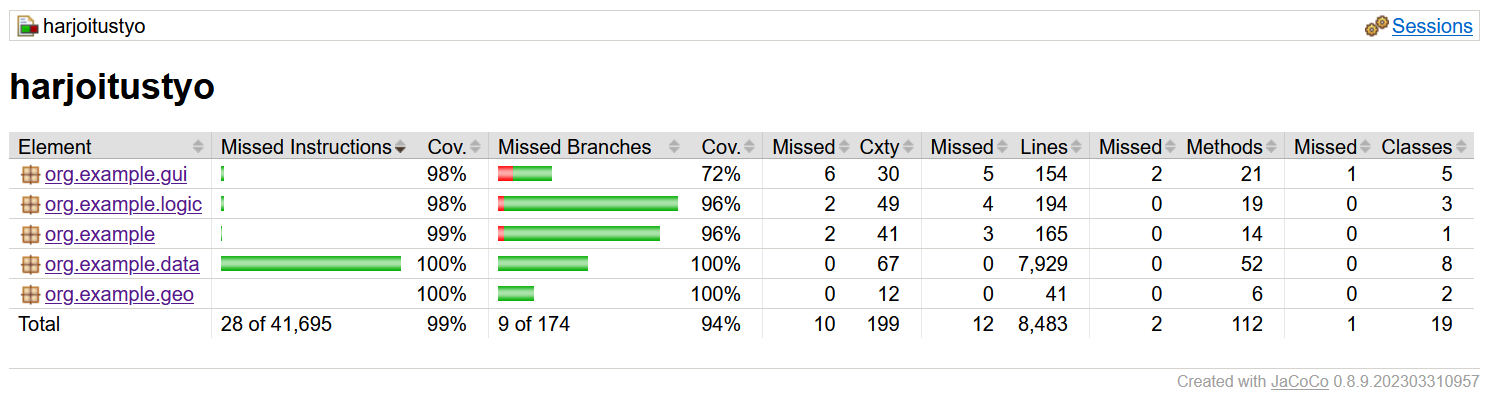 harjoitustyo Sessions
harjoitustyo
Element Missed Instructions Cov. Missed Branches Cov. Missed Cxty Missed Lines Missed Methods Missed Classes
org.example.gui 98% 72% 6 30 5 154 2 21 1 5
org.example.logic 98% 96% 2 49 4 194 0 19 0 3
org.example 99% 96% 2 41 3 165 0 14 0 1
org.example.data 100% 100% 0 67 0 7,929 0 52 0 8
org.example.geo 100% 100% 0 12 0 41 0 6 0 2
Total 28 of 41,695 99% 9 of 174 94% 10 199 12 8,483 2 112 1 19
Created with JaCoCo 0.8.9.202303310957